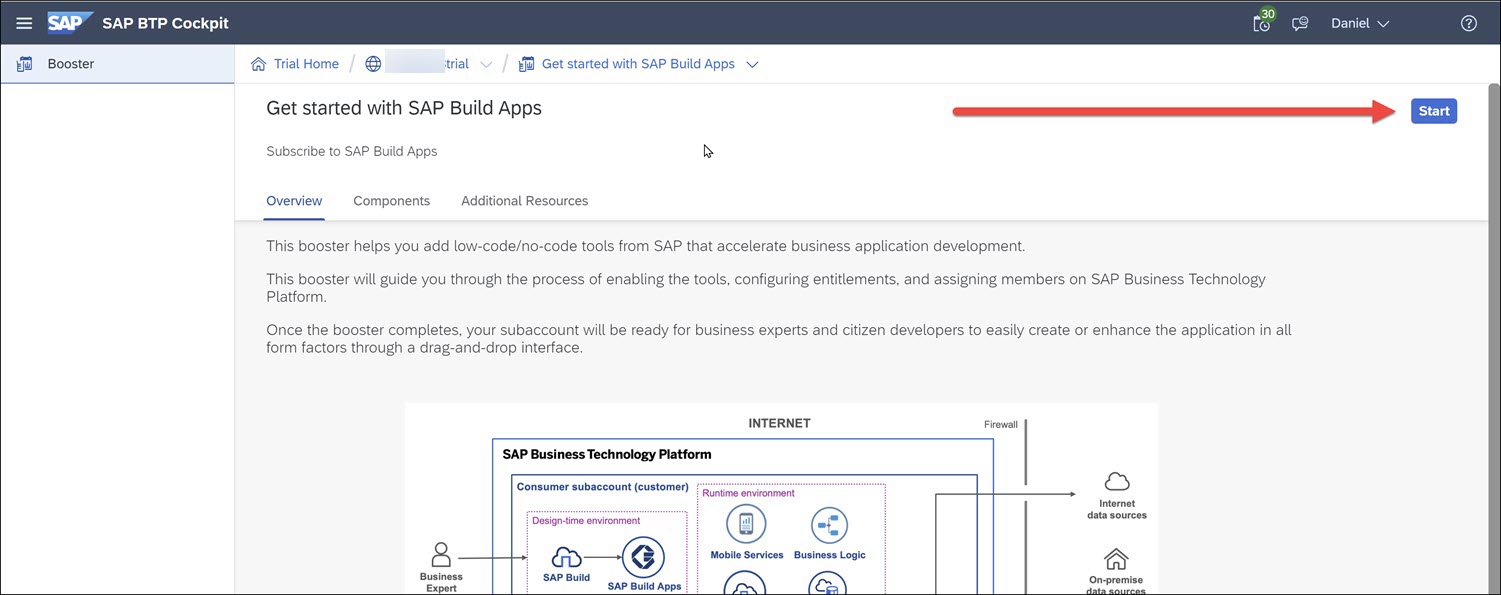 SAP SAP BTP Cockpit 30 Daniel
Booster
Trial Home / trial / Get started with SAP Build Apps
Get started with SAP Build Apps
Start
Subscribe to SAP Build Apps
Overview Components Additional Resources
This booster helps you add low-code/no-code tools from SAP that accelerate business application development.
This booster will guide you through the process of enabling the tools, configuring entitlements, and assigning members on SAP Business Technology
Platform.
Once the booster completes, your subaccount will be ready for business experts and citizen developers to easily create or enhance the application in all
form factors through a drag-and-drop interface.
INTERNET
Firewall
SAP Business Technology Platform
Consumer subaccount (customer)
Runtime environment
Design-time environment
Mobile Services
Business Logic
Internet
data sources
SAP Build
SAP Build Apps
Business
Expert
On-premise
data sources